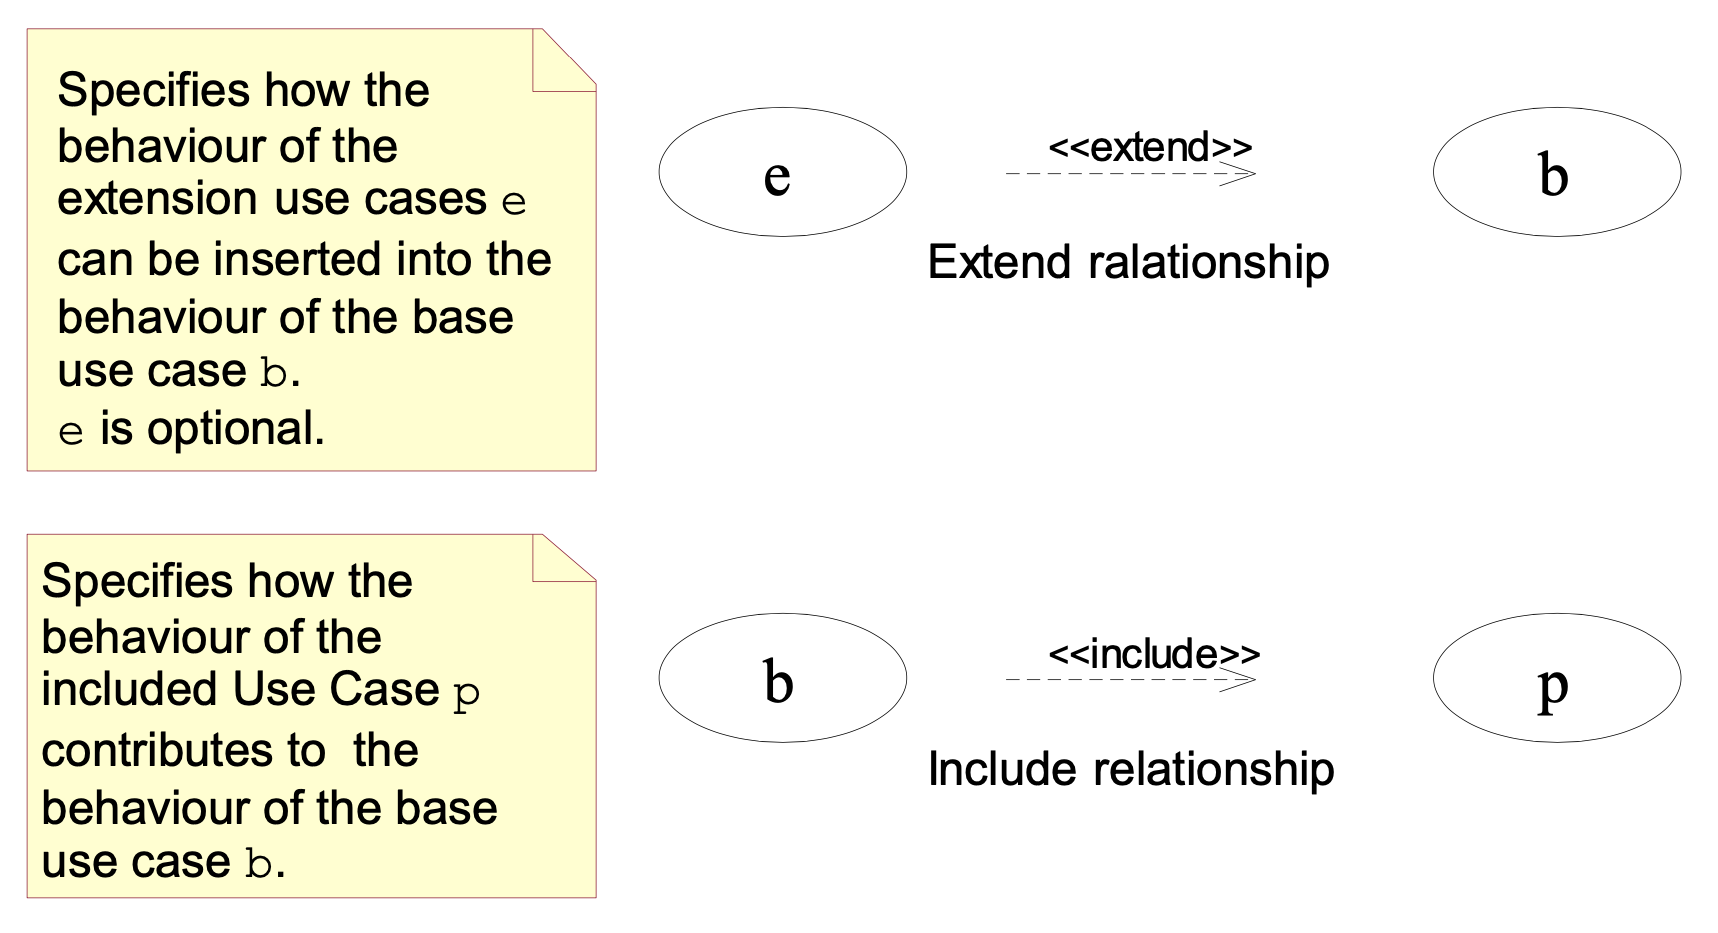 Specifies how the
behaviour of the
extension use cases e
can be inserted into the
behaviour of the base
use case b.
e is optional.
e
<<extend>>
b
Extend ralationship
Specifies how the
behaviour of the
included Use Case p
contributes to  the
behaviour of the base
use case b.
b
<<include>>
p
Include relationship